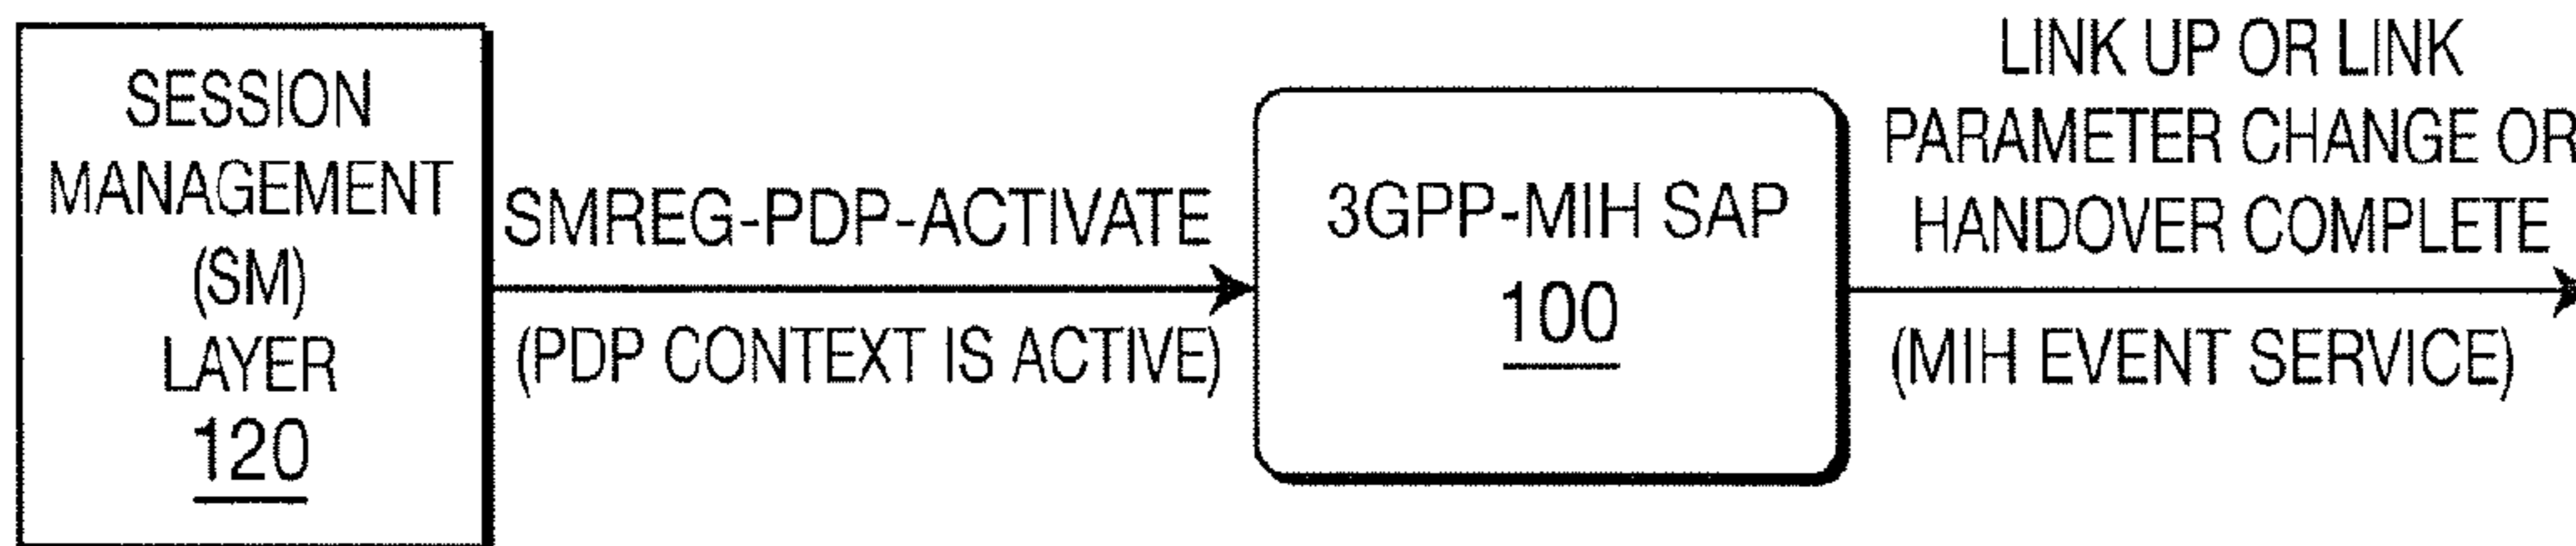 SESSION
MANAGEMENT
(SM)
LAYER
120
SMREG-PDP-ACTIVATE
(PDP CONTEXT IS ACTIVE)
3GPP-MIH SAP
100
LINK UP OR LINK
PARAMETER CHANGE OR
HANDOVER COMPLETE
(MIH EVENT SERVICE)